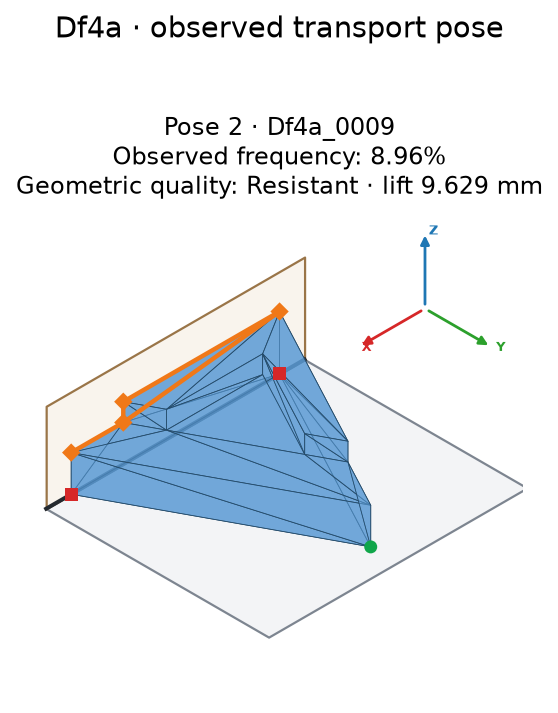 Df4a · observed transport pose
Pose 2 · Df4a_0009
Observed frequency: 8.96%
Geometric quality: Resistant · lift 9.629 mm
Z
X
Y